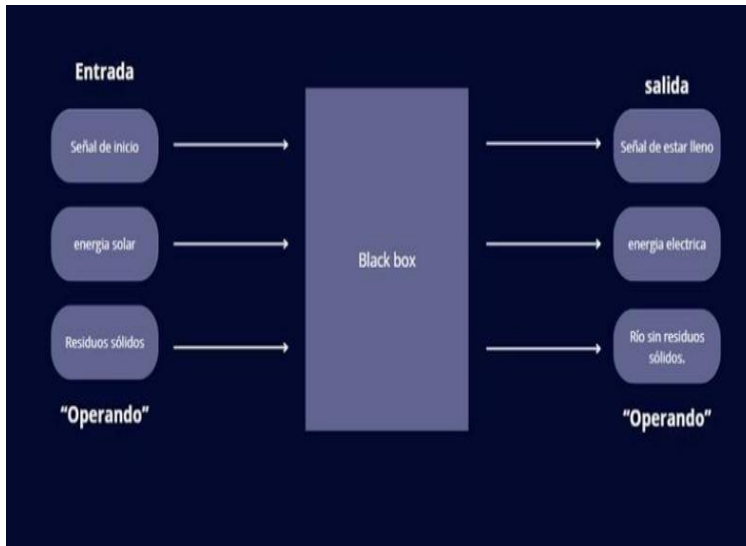 Entrada
Señal de inicio
energia solar
Residuos sólidos
“Operando”
Black box
salida
Señal de estar lleno
energia electrica
Río sin residuos
sólidos.
“Operando”